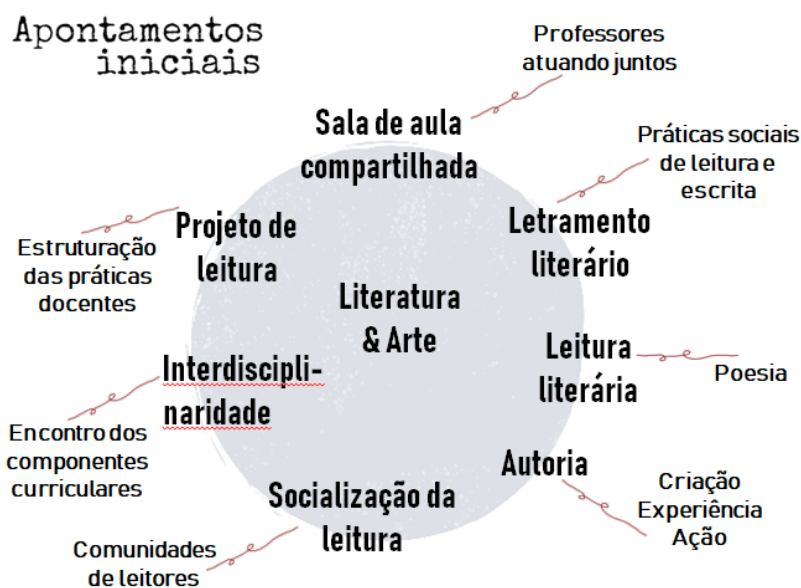 Apontamentos
iniciais
Professores
atuando juntos
Sala de aula
compartilhada
Práticas sociais
de leitura e
escrita
Letramento
literário
Projeto de
leitura
Estruturação
das práticas
docentes
Literatura
& Arte
Leitura
literária
Poesia
Interdiscipli-
naridade
Encontro dos
componentes
curriculares
Autoria
Criação
Experiência
Ação
Socialização da
leitura
Comunidades
de leitores